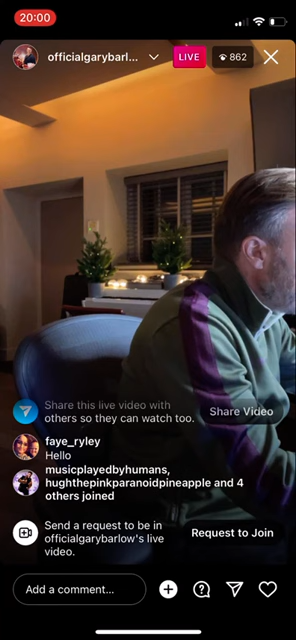 20:00
officialgarybarl...
LIVE
862
Share this live video with
others so they can watch too.
Share Video
faye_ryley
Hello
musicplayedbyhumans,
hughthepinkparanoidpineapple and 4
others joined
Send a request to be in
officialgarybarlow's live
video.
Request to Join
Add a comment...